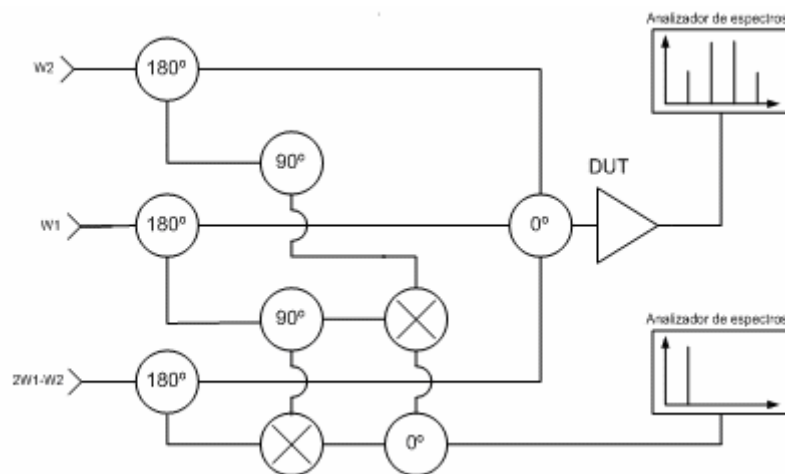 Analizador de espectros
W2
180º
90º
DUT
W1
180º
0º
90º
Analizador de espectros
2W1-W2
180º
0º